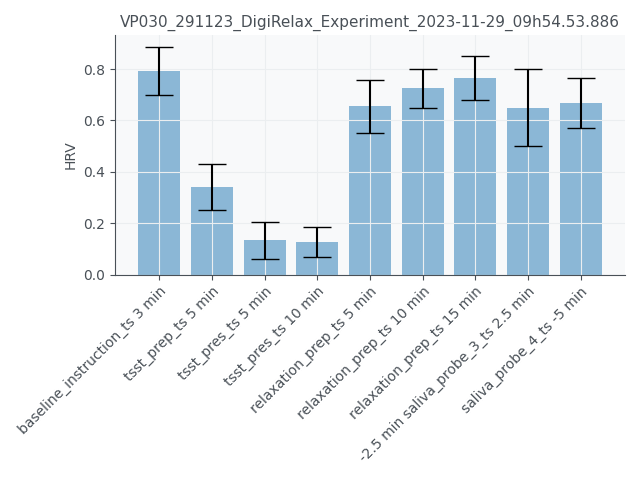 VP030_291123_DigiRelax_Experiment_2023-11-29_09h54.53.886
HRV
0.8
0.6
0.4
0.2
0.0
baseline_instruction_ts 3 min
tsst_prep_ts 5 min
tsst_pres_ts 5 min
tsst_pres_ts 10 min
relaxation_prep_ts 5 min
relaxation_prep_ts 10 min
relaxation_prep_ts 15 min
-2.5 min saliva_probe_3_ts 2.5 min
saliva_probe_4_ts -5 min